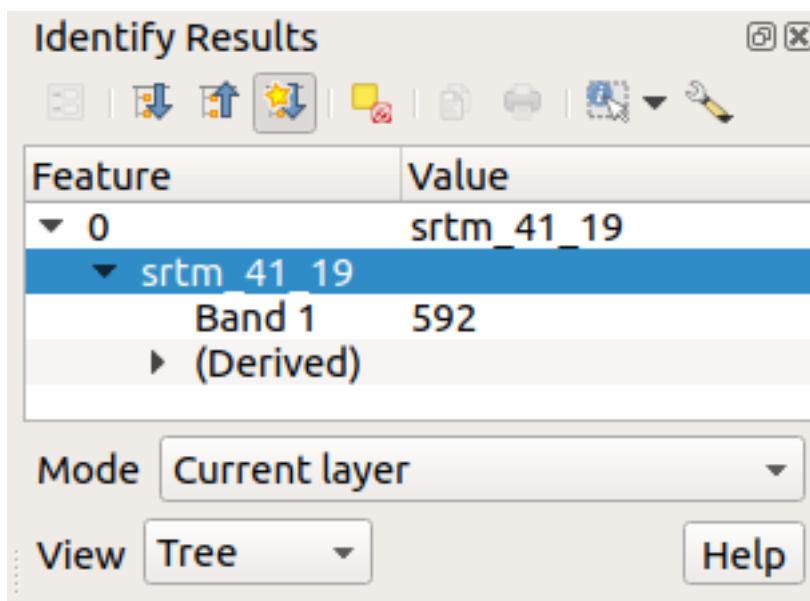 Identify Results
Feature Value
0 srtm_41_19
srtm_41_19
Band 1 592
(Derived)
Mode Current layer
View Tree Help